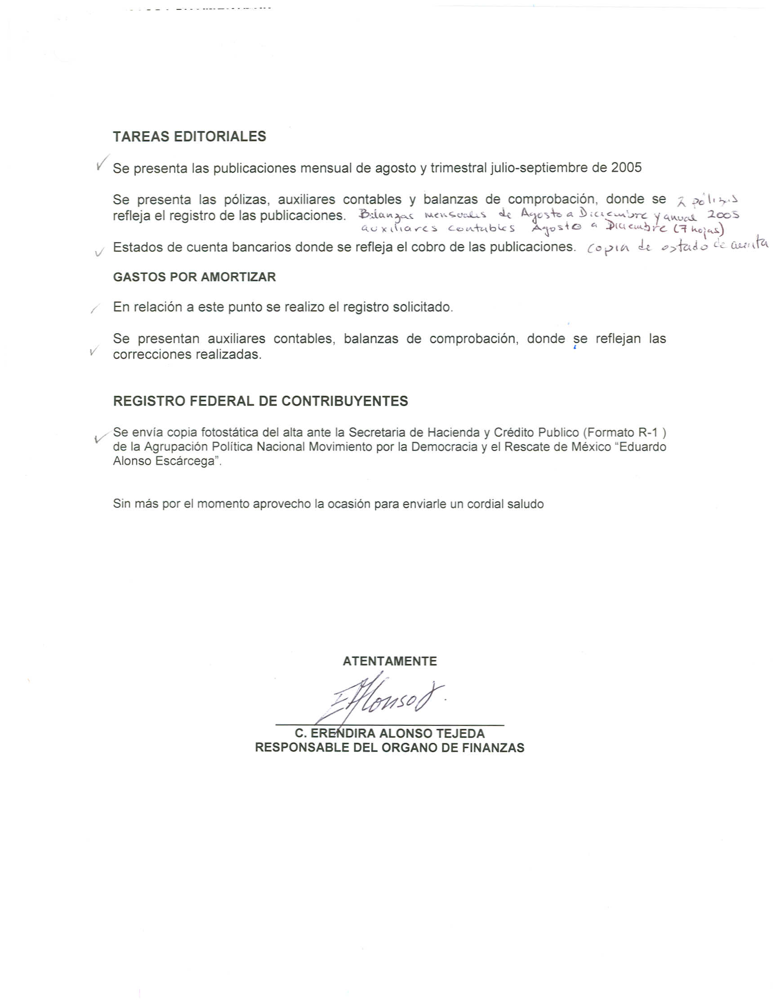 TAREAS EDITORIALES
Se presenta las publicaciones mensual de agosto y trimestral julio-septiembre de 2005
Se presenta las pólizas, auxiliares contables y balanzas de comprobación, donde se 2 pólizas
refleja el registro de las publicaciones. Balanzas mensuales de Agosto a Diciembre y anual 2005
auxiliares contables Agosto a Diciembre (7 hojas)
Estados de cuenta bancarios donde se refleja el cobro de las publicaciones. copia de estado de cuenta
GASTOS POR AMORTIZAR
En relación a este punto se realizo el registro solicitado.
Se presentan auxiliares contables, balanzas de comprobación, donde se reflejan las
correcciones realizadas.
REGISTRO FEDERAL DE CONTRIBUYENTES
Se envía copia fotostática del alta ante la Secretaria de Hacienda y Crédito Publico (Formato R-1 )
de la Agrupación Política Nacional Movimiento por la Democracia y el Rescate de México “Eduardo
Alonso Escárcega”.
Sin más por el momento aprovecho la ocasión para enviarle un cordial saludo
ATENTAMENTE
EAlonso
C. ERENDIRA ALONSO TEJEDA
RESPONSABLE DEL ORGANO DE FINANZAS